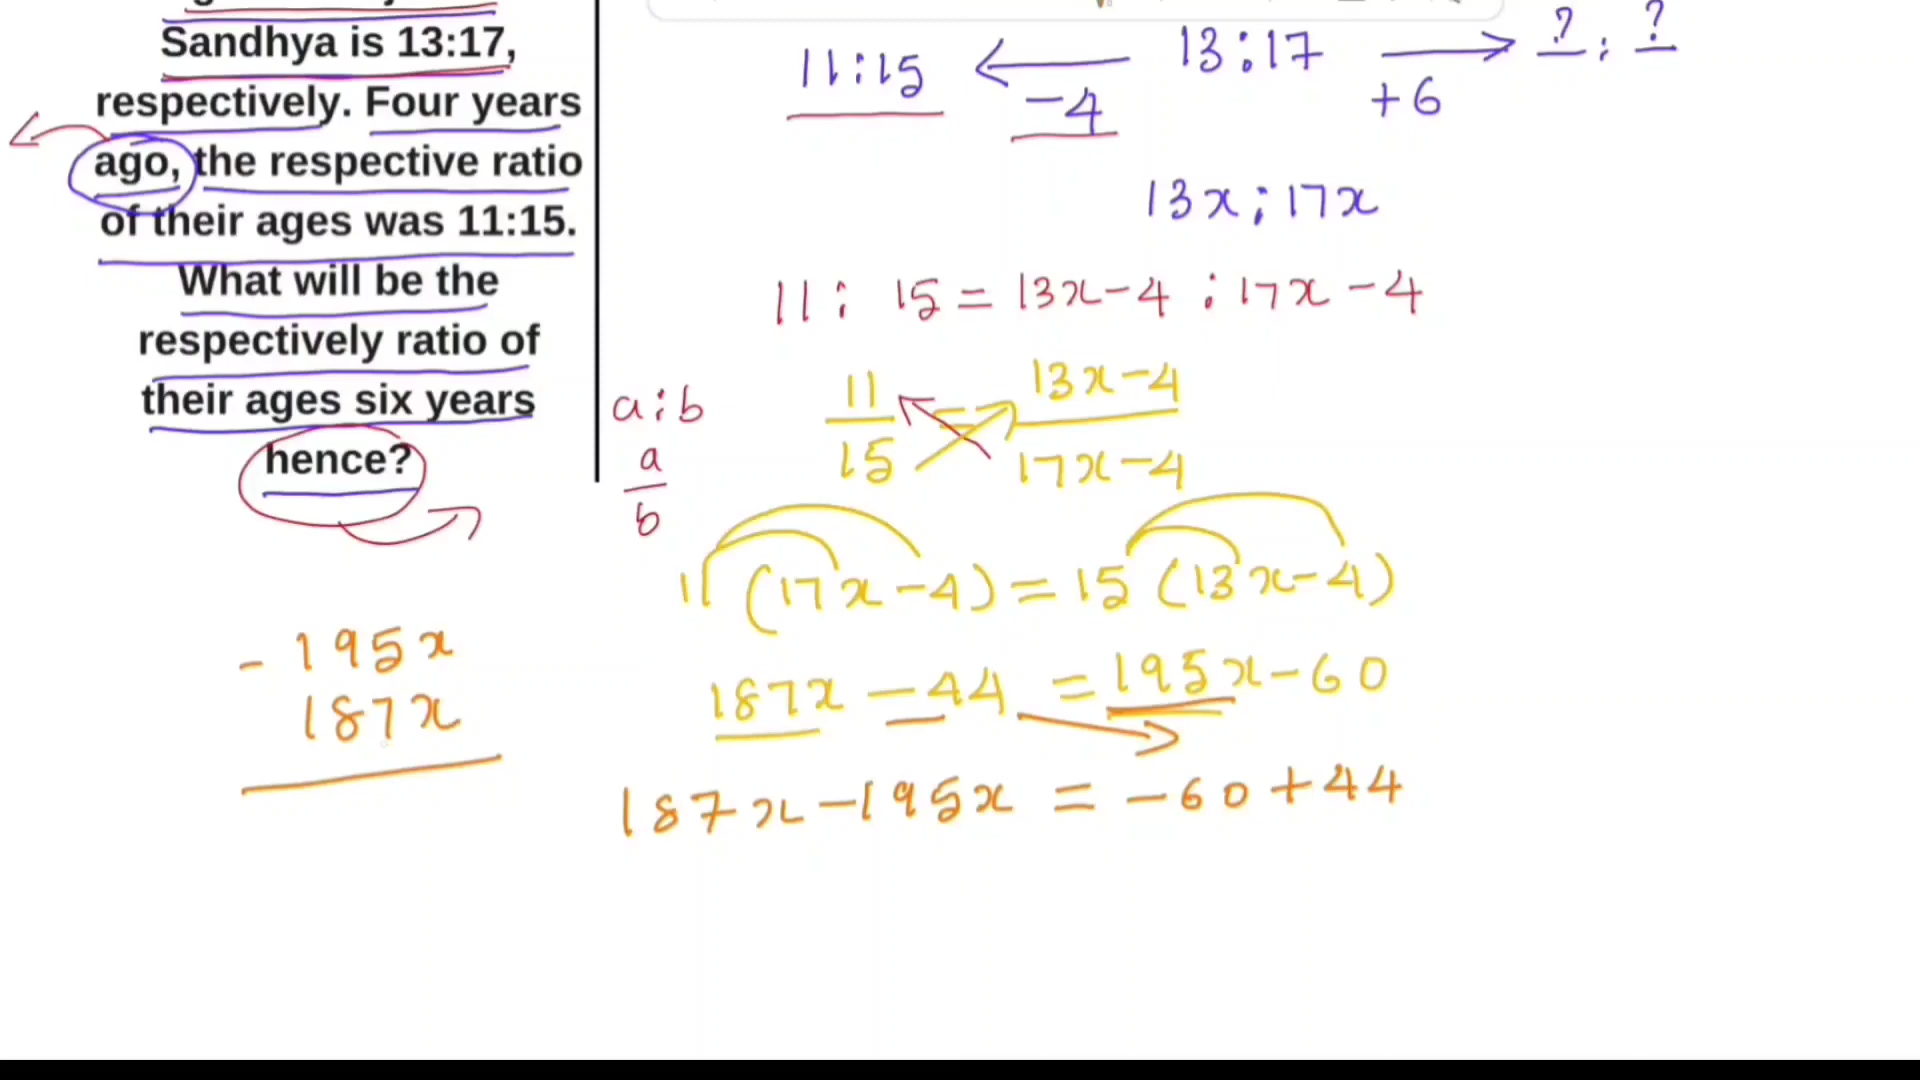 Sandhya is 13:17,
respectively. Four years
ago, the respective ratio
of their ages was 11:15.
What will be the
respectively ratio of
their ages six years
hence?
11:15 ← 13:17 → ? : ?
-4 +6
13x : 17x
11 : 15 = 13x-4 : 17x-4
a:b
a
b
11 = 13x-4
15 17x-4
11 (17x-4) = 15 (13x-4)
187x - 44 = 195x - 60
187x - 195x = -60 + 44
- 195x
187x